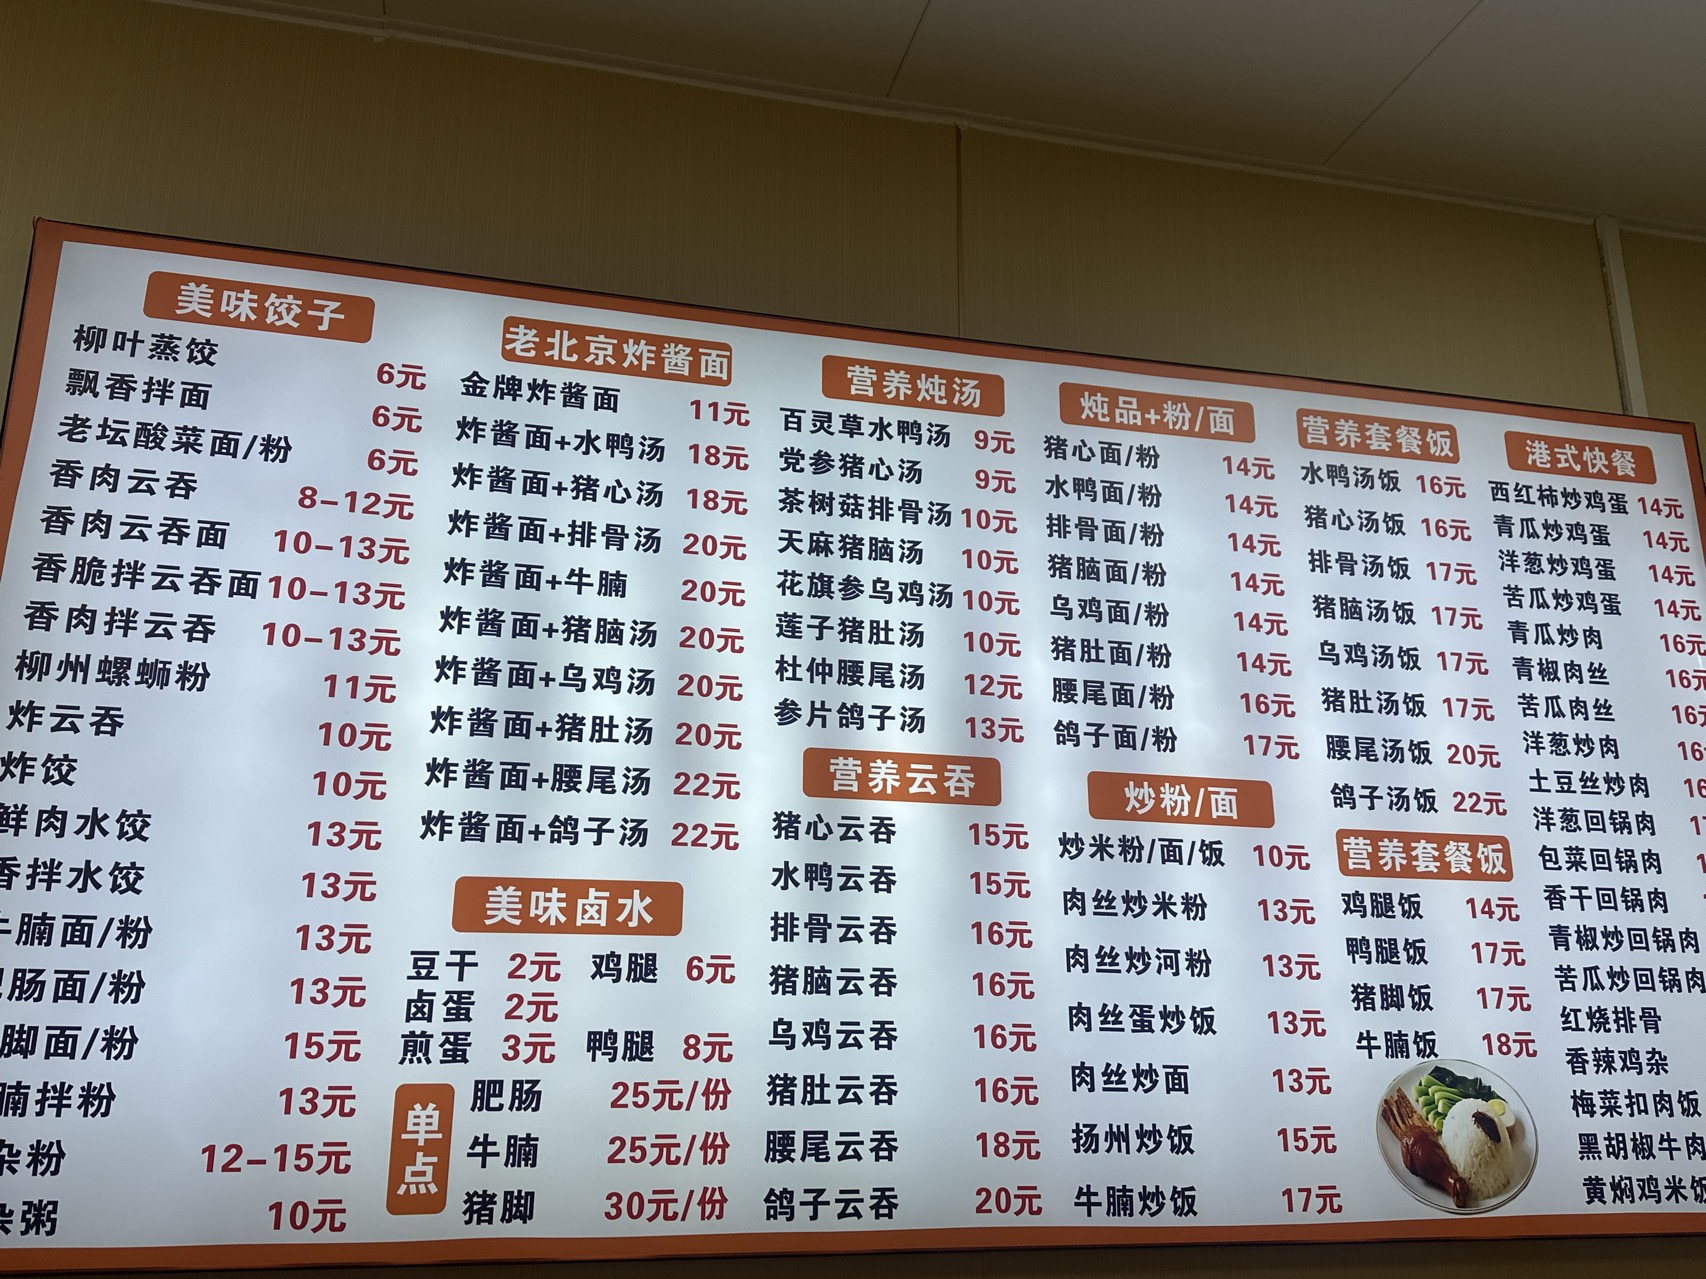 美味饺子
柳叶蒸饺 6元
飘香拌面 6元
老坛酸菜面/粉 6元
香肉云吞 8-12元
香肉云吞面 10-13元
香脆拌云吞面 10-13元
香肉拌云吞 10-13元
柳州螺蛳粉 11元
炸云吞 10元
炸饺 10元
鲜肉水饺 13元
香拌水饺 13元
牛腩面/粉 13元
肠面/粉 13元
脚面/粉 15元
腩拌粉 13元
杂粉 12-15元
杂粥 10元
老北京炸酱面
金牌炸酱面 11元
炸酱面+水鸭汤 18元
炸酱面+猪心汤 18元
炸酱面+排骨汤 20元
炸酱面+牛腩 20元
炸酱面+猪脑汤 20元
炸酱面+乌鸡汤 20元
炸酱面+猪肚汤 20元
炸酱面+腰尾汤 22元
炸酱面+鸽子汤 22元
美味卤水
豆干 2元 鸡腿 6元
卤蛋 2元
煎蛋 3元 鸭腿 8元
单点
肥肠 25元/份
牛腩 25元/份
猪脚 30元/份
营养炖汤
百灵草水鸭汤 9元
党参猪心汤 9元
茶树菇排骨汤 10元
天麻猪脑汤 10元
花旗参乌鸡汤 10元
莲子猪肚汤 10元
杜仲腰尾汤 12元
参片鸽子汤 13元
营养云吞
猪心云吞 15元
水鸭云吞 15元
排骨云吞 16元
猪脑云吞 16元
乌鸡云吞 16元
猪肚云吞 16元
腰尾云吞 18元
鸽子云吞 20元
炖品+粉/面
猪心面/粉 14元
水鸭面/粉 14元
排骨面/粉 14元
猪脑面/粉 14元
乌鸡面/粉 14元
猪肚面/粉 14元
腰尾面/粉 16元
鸽子面/粉 17元
炒粉/面
炒米粉/面/饭 10元
肉丝炒米粉 13元
肉丝炒河粉 13元
肉丝蛋炒饭 13元
肉丝炒面 13元
扬州炒饭 15元
牛腩炒饭 17元
营养套餐饭
水鸭汤饭 16元
猪心汤饭 16元
排骨汤饭 17元
猪脑汤饭 17元
乌鸡汤饭 17元
猪肚汤饭 17元
腰尾汤饭 20元
鸽子汤饭 22元
营养套餐饭
鸡腿饭 14元
鸭腿饭 17元
猪脚饭 17元
牛腩饭 18元
港式快餐
西红柿炒鸡蛋 14元
青瓜炒鸡蛋 14元
洋葱炒鸡蛋 14元
苦瓜炒鸡蛋 14元
青瓜炒肉 16元
青椒肉丝 16元
苦瓜肉丝 16元
洋葱炒肉 16
土豆丝炒肉 16
洋葱回锅肉
包菜回锅肉
香干回锅肉
青椒炒回锅肉
苦瓜炒回锅肉
红烧排骨
香辣鸡杂
梅菜扣肉饭
黑胡椒牛肉
黄焖鸡米饭